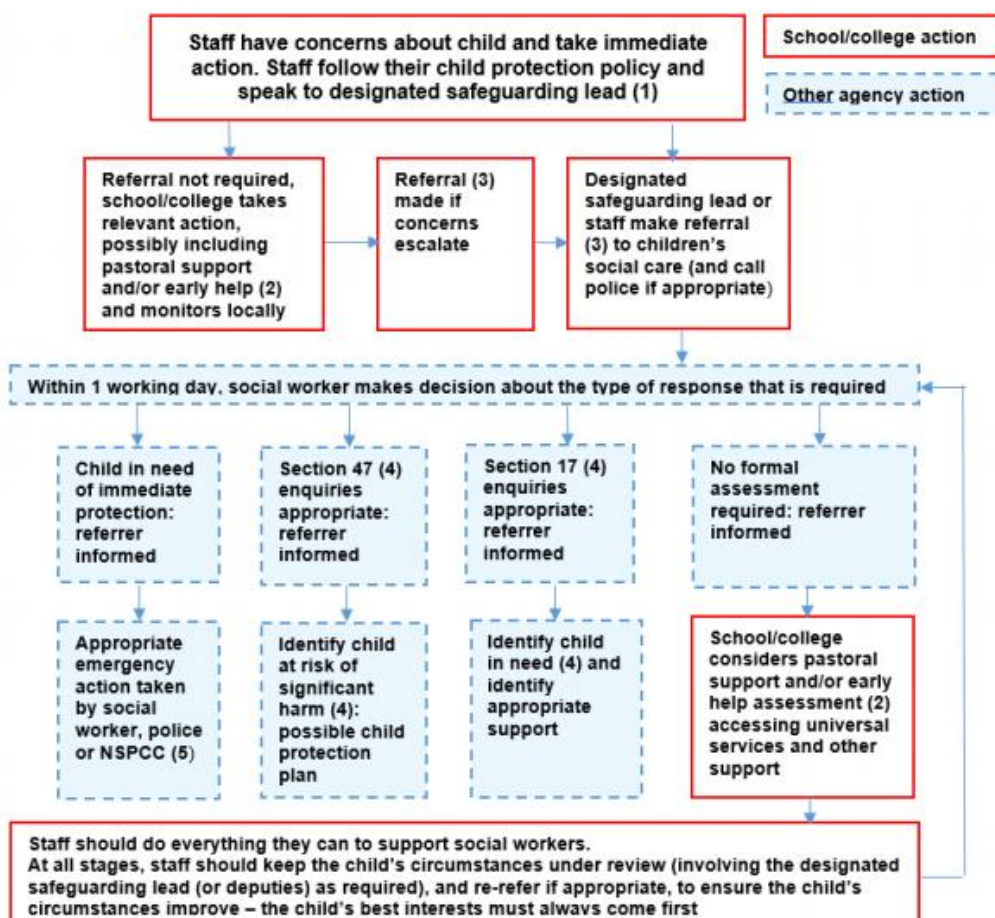 Staff have concerns about child and take immediate
action. Staff follow their child protection policy and
speak to designated safeguarding lead (1)
School/college action
Other agency action
Referral not required,
school/college takes
relevant action,
possibly including
pastoral support
and/or early help (2)
and monitors locally
Referral (3)
made if
concerns
escalate
Designated
safeguarding lead or
staff make referral
(3) to children’s
social care (and call
police if appropriate)
Within 1 working day, social worker makes decision about the type of response that is required
Child in need
of immediate
protection:
referrer
informed
Section 47 (4)
enquiries
appropriate:
referrer
informed
Section 17 (4)
enquiries
appropriate:
referrer
informed
No formal
assessment
required: referrer
informed
Appropriate
emergency
action taken
by social
worker, police
or NSPCC (5)
Identify child
at risk of
significant
harm (4):
possible child
protection
plan
Identify child
in need (4) and
identify
appropriate
support
School/college
considers pastoral
support and/or early
help assessment (2)
accessing universal
services and other
support
Staff should do everything they can to support social workers.
At all stages, staff should keep the child’s circumstances under review (involving the designated
safeguarding lead (or deputies) as required), and re-refer if appropriate, to ensure the child’s
circumstances improve – the child’s best interests must always come first